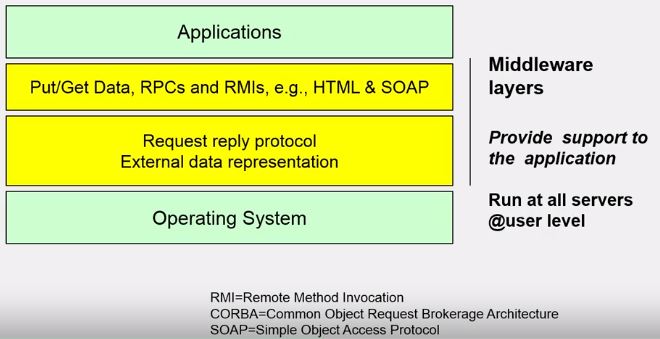 Applications
Put/Get Data, RPCs and RMIs, e.g., HTML & SOAP
Request reply protocol
External data representation
Operating System
Middleware
layers
Provide support to
the application
Run at all servers
@user level
RMI=Remote Method Invocation
CORBA=Common Object Request Brokerage Architecture
SOAP=Simple Object Access Protocol